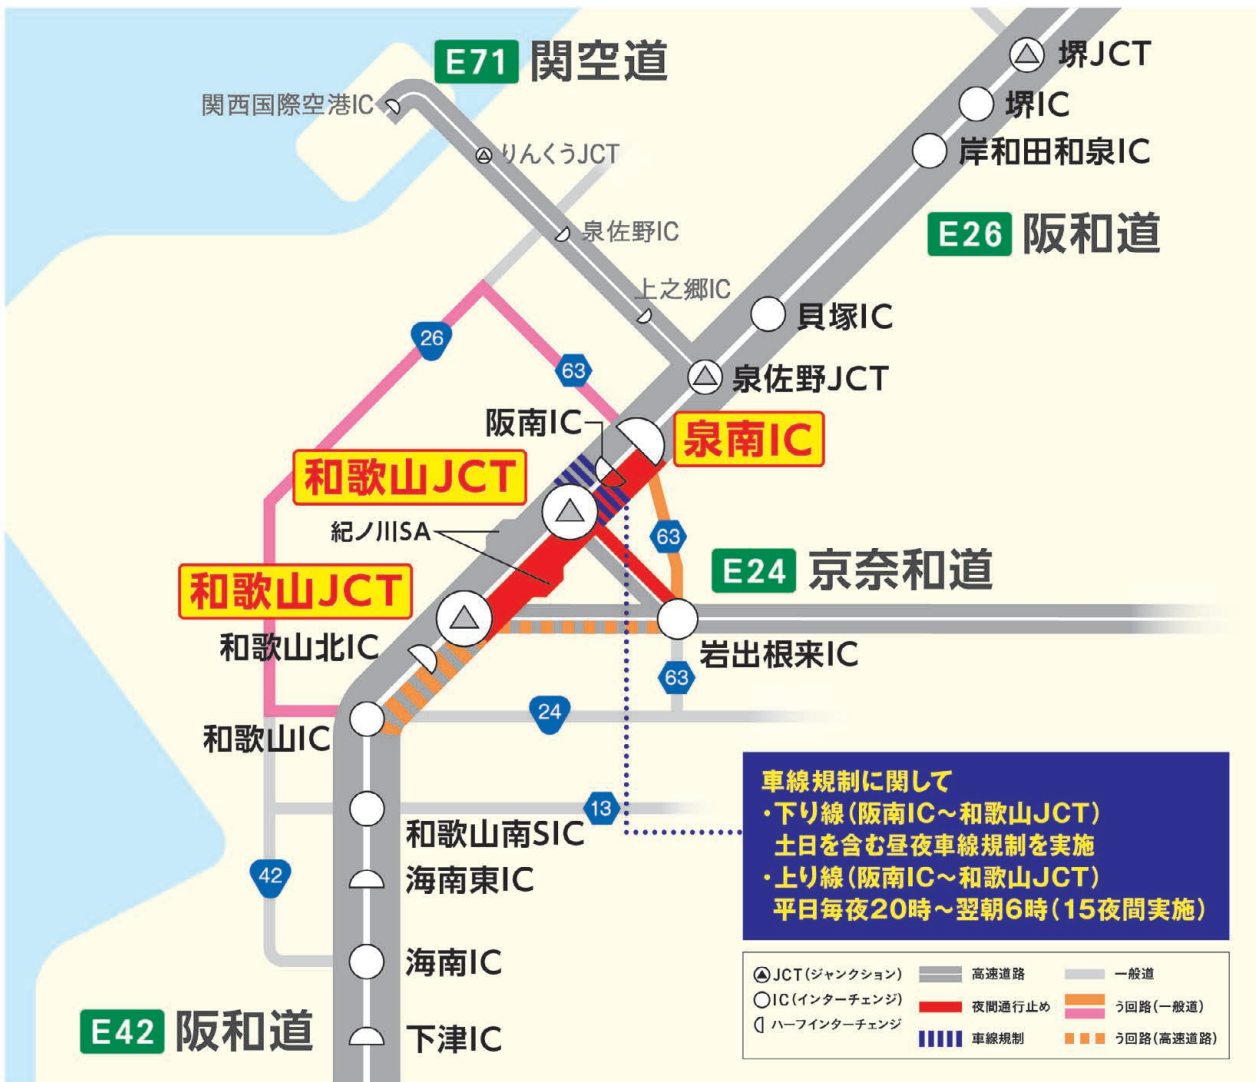 E71 関空道
堺JCT
関西国際空港IC
堺IC
りんくうJCT
岸和田和泉IC
泉佐野IC
E26 阪和道
上之郷IC
貝塚IC
26
63
泉佐野JCT
阪南IC
泉南IC
和歌山JCT
紀ノ川SA
63
E24 京奈和道
和歌山JCT
和歌山北IC
岩出根来IC
63
24
和歌山IC
車線規制に関して
・下り線(阪南IC～和歌山JCT)
土日を含む昼夜車線規制を実施
・上り線(阪南IC～和歌山JCT)
平日毎夜20時～翌朝6時(15夜間実施)
13
和歌山南SIC
42
海南東IC
海南IC
E42 阪和道
下津IC
JCT(ジャンクション)
高速道路
一般道
IC(インターチェンジ)
夜間通行止め
う回路(一般道)
ハーフインターチェンジ
車線規制
う回路(高速道路)